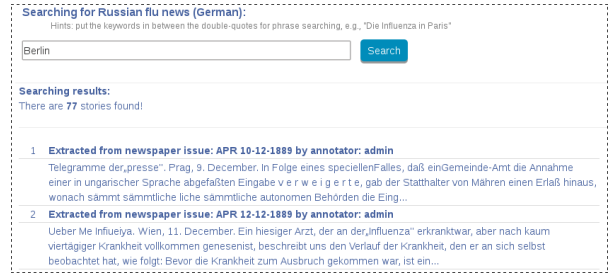 Searching for Russian flu news (German):
Hints: put the keywords in between the double-quotes for phrase searching, e.g., "Die Influenza in Paris"
Berlin
Search
Searching results:
There are 77 stories found!
1 Extracted from newspaper issue: APR 10-12-1889 by annotator: admin
Telegramme der„presse". Prag, 9. December. In Folge eines speciellenFalles, daß einGemeinde-Amt die Annahme
einer in ungarischer Sprache abgefaßten Eingabe v e r w e i g e r t e, gab der Statthalter von Mähren einen Erlaß hinaus,
wonach sämmt sämmtliche liche sämmtliche autonomen Behörden die Eing...
2 Extracted from newspaper issue: APR 12-12-1889 by annotator: admin
Ueber Me Infiueiya. Wien, 11. December. Ein hiesiger Arzt, der an der„Influenza" erkranktwar, aber nach kaum
viertägiger Krankheit vollkommen genesenist, beschreibt uns den Verlauf der Krankheit, den er an sich selbst
beobachtet hat, wie folgt: Bevor die Krankheit zum Ausbruch gekommen war, ist ein...